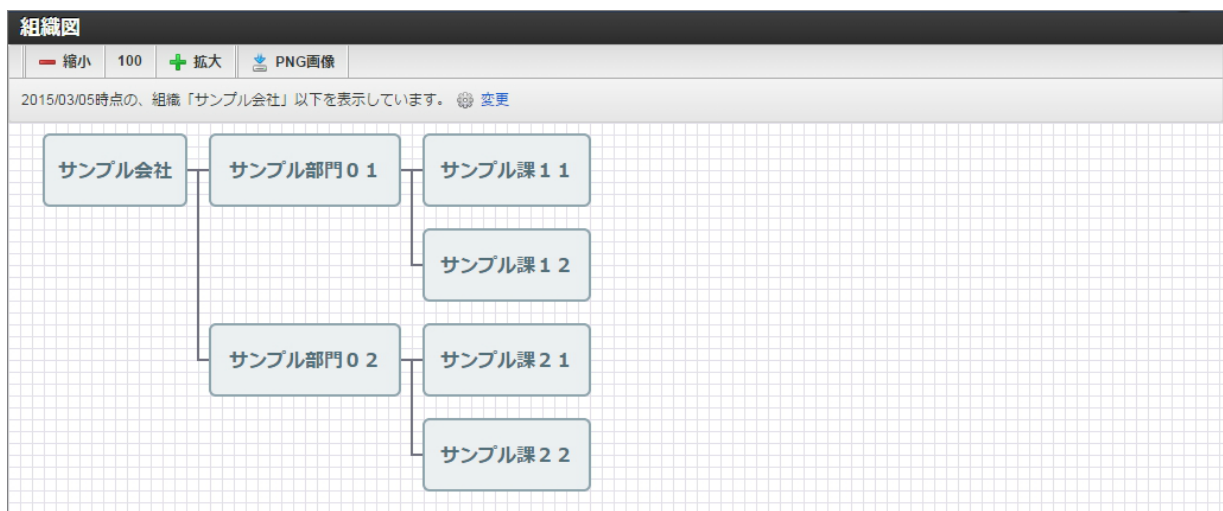 組織図
縮小 100 拡大 PNG画像
2015/03/05時点の、組織「サンプル会社」以下を表示しています。 変更
サンプル会社 サンプル部門０１ サンプル課１１
サンプル課１２
サンプル部門０２ サンプル課２１
サンプル課２２